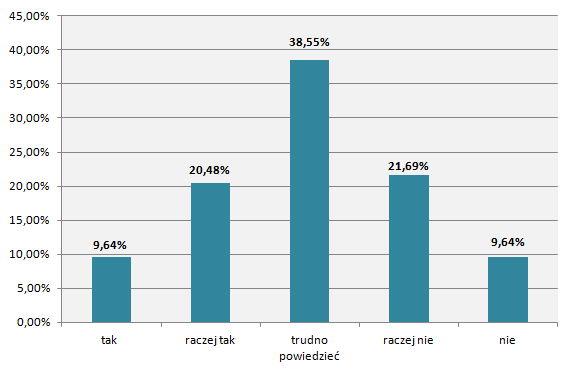 45,00%
40,00%
35,00%
30,00%
25,00%
20,00%
15,00%
10,00%
5,00%
0,00%
9,64%
20,48%
38,55%
21,69%
9,64%
tak
raczej tak
trudno
powiedzieć
raczej nie
nie